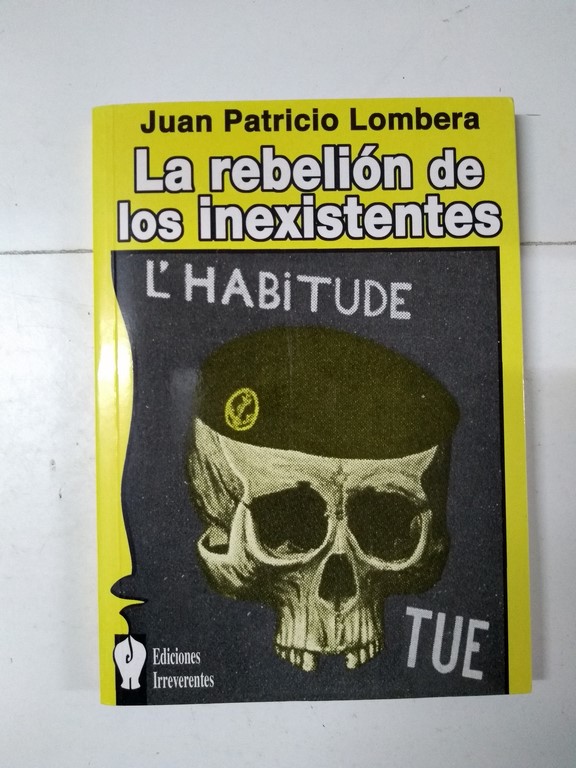 Juan Patricio Lombera
La rebelión de
los inexistentes
L'HABiTUDE
TUE
Ediciones
Irreverentes